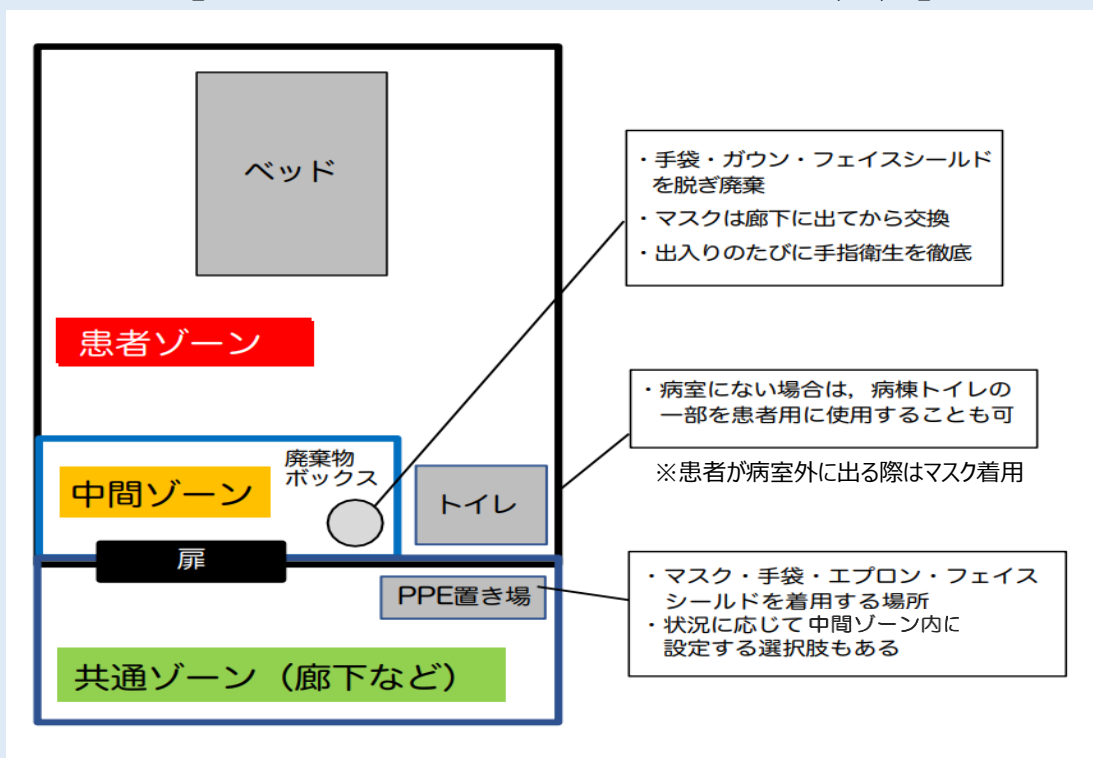 ベッド
・手袋・ガウン・フェイスシールド
を脱ぎ廃棄
・マスクは廊下に出てから交換
・出入りのたびに手指衛生を徹底
患者ゾーン
・病室にない場合は，病棟トイレの
一部を患者用に使用することも可
※患者が病室外に出る際はマスク着用
中間ゾーン
廃棄物
ボックス
トイレ
扉
PPE置き場
・マスク・手袋・エプロン・フェイス
シールドを着用する場所
・状況に応じて中間ゾーン内に
設定する選択肢もある
共通ゾーン（廊下など）